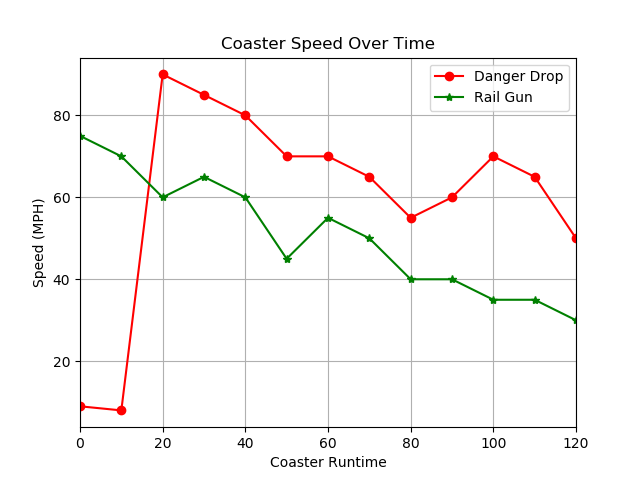 Coaster Speed Over Time
Danger Drop
Rail Gun
Speed (MPH)
80
60
40
20
0 20 40 60 80 100 120
Coaster Runtime